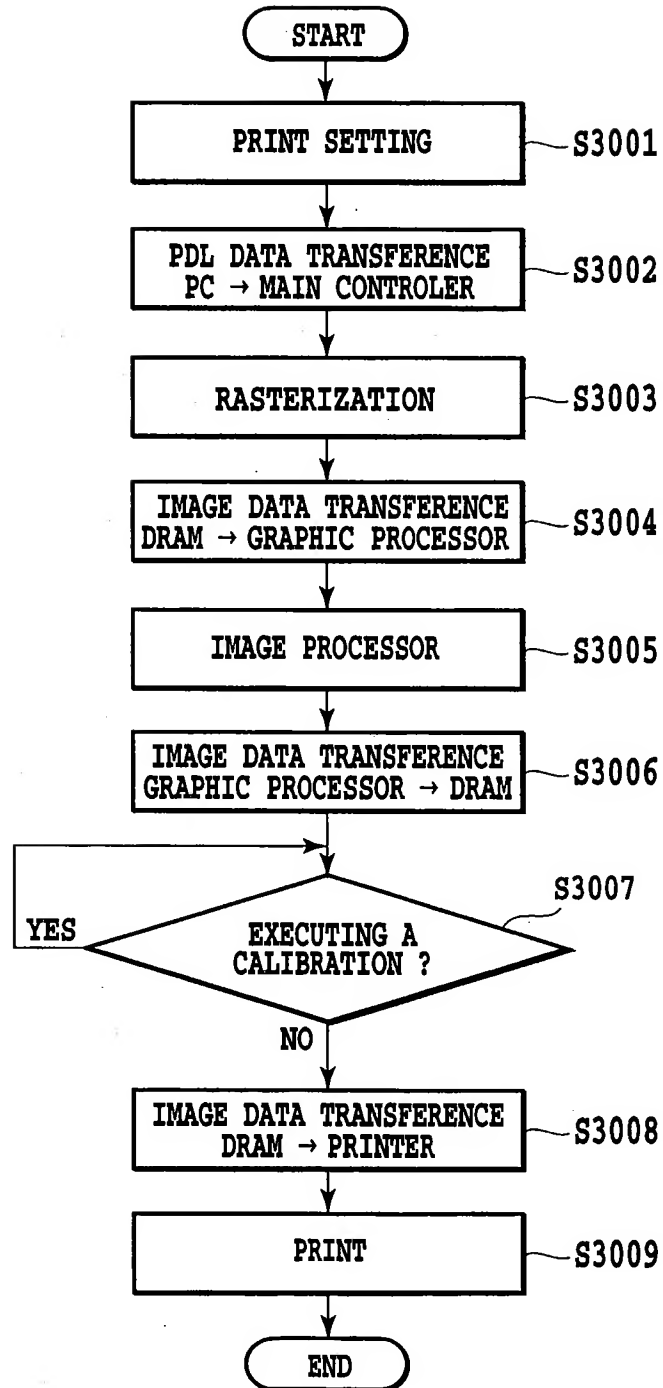 START
PRINT SETTING
S3001
PDL DATA TRANSFERENCE
PC → MAIN CONTROLER
S3002
RASTERIZATION
S3003
IMAGE DATA TRANSFERENCE
DRAM → GRAPHIC PROCESSOR
S3004
IMAGE PROCESSOR
S3005
IMAGE DATA TRANSFERENCE
GRAPHIC PROCESSOR → DRAM
S3006
S3007
YES
EXECUTING A
CALIBRATION ?
NO
IMAGE DATA TRANSFERENCE
DRAM → PRINTER
S3008
PRINT
S3009
END